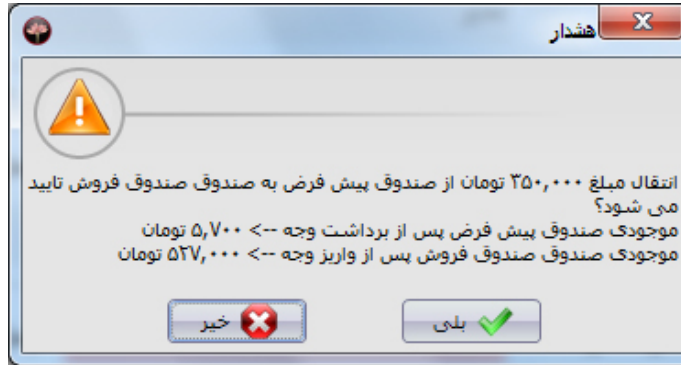 هشدار
انتقال مبلغ ۳۵۰,۰۰۰ تومان از صندوق پیش فرض به صندوق صندوق فروش تایید
می شود؟
موجودی صندوق پیش فرض پس از برداشت وجه --> ۵,۷۰۰ تومان
موجودی صندوق صندوق فروش پس از واریز وجه --> ۵۲۷,۰۰۰ تومان
بلی
خیر